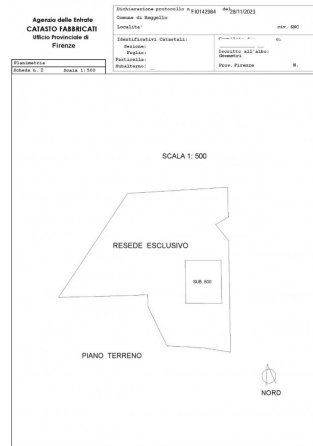 Agenzia delle Entrate
CATASTO FABBRICATI
Ufficio Provinciale di
Firenze
Dichiarazione protocollo n. FI0142984 del 28/11/2023
Comune di Reggello
Localita' civ. SNC
Identificativi Catastali:
Sezione:
Foglio:
Particella:
Subalterno:
Iscritto all'albo:
Geometri
Prov. Firenze N.
Planimetria
Scheda n. 2 Scala 1:500
SCALA 1: 500
RESEDE ESCLUSIVO
SUB. 500
PIANO TERRENO
NORD